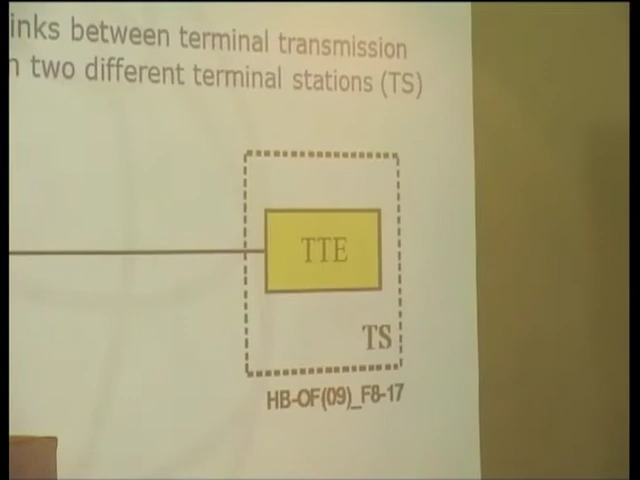 inks between terminal transmission
n two different terminal stations (TS)
TTE
TS
HB-OF(09)_F8-17